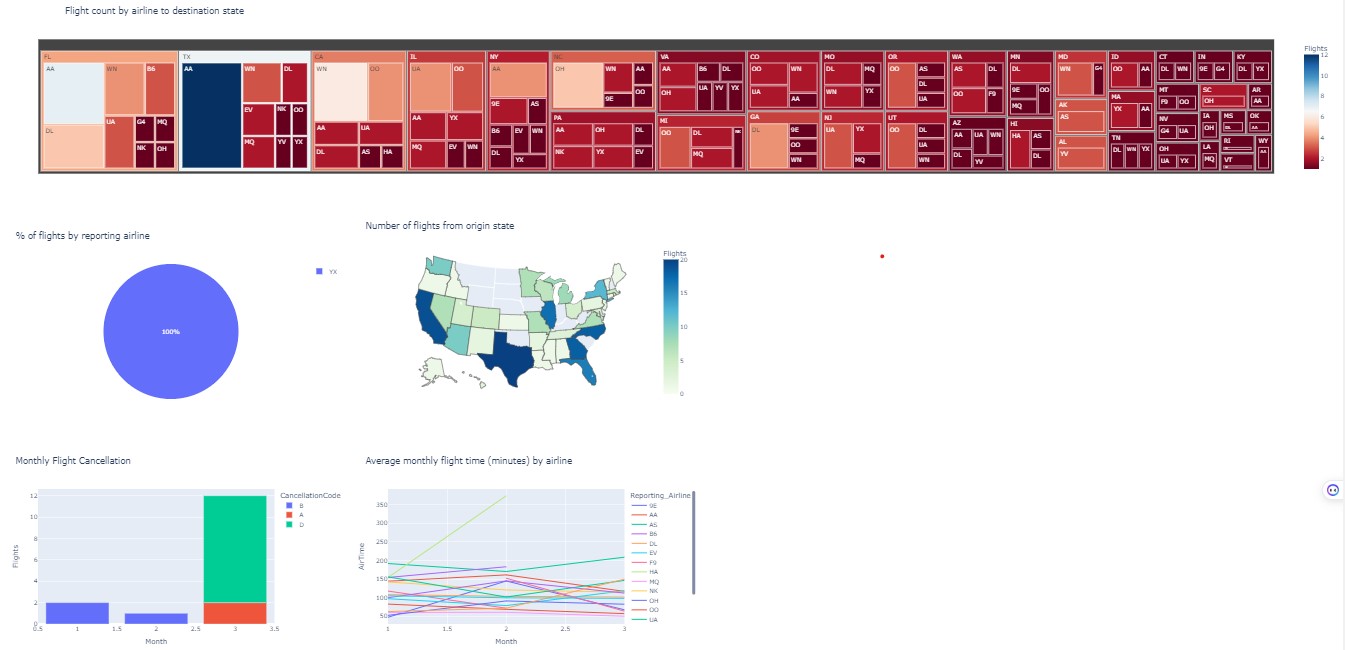 Flight count by airline to destination state
FL TX CA IL NY NC VA CO MO OR WA MN MD ID CT IN KY
AA WN B6 DL UA G4 MQ NK OH
AA WN DL EV NK OO MQ YV YX
WN OO AA UA DL AS HA
UA OO AA YX MQ EV WN
AA 9E AS B6 EV WN DL YX
OH WN AA 9E OO
PA
AA OH DL NK YX EV
AA B6 DL OH UA YV YX
MI
OO DL MQ
OO WN UA AA
GA
DL 9E OO WN
DL MQ WN YX
NJ
UA YX MQ
OO AS DL UA
UT
OO DL UA WN
AS DL OO F9
AZ
AA UA WN DL YV
DL 9E OO MQ
HI
HA AS DL
WN G4
AK
AS
AL
YV
OO AA
MA
YX AA
TN
DL WN YX
DL WN
MT
F9 OO
NV
G4 UA
OH
UA YX
9E G4
SC
OH
IA
OH
LA
MQ
MS
DL
RI
VT
DL YX
AR
AA
OK
AA
WY
AA
Flights
12
10
8
6
4
2
% of flights by reporting airline
100%
YX
Number of flights from origin state
Flights
20
15
10
5
0
Monthly Flight Cancellation
Flights
12
10
8
6
4
2
0
0.5 1 1.5 2 2.5 3 3.5
Month
CancellationCode
B
A
D
Average monthly flight time (minutes) by airline
AirTime
350
300
250
200
150
100
50
1 1.5 2 2.5 3
Month
Reporting_Airline
9E
AA
AS
B6
DL
EV
F9
HA
MQ
NK
OH
OO
UA